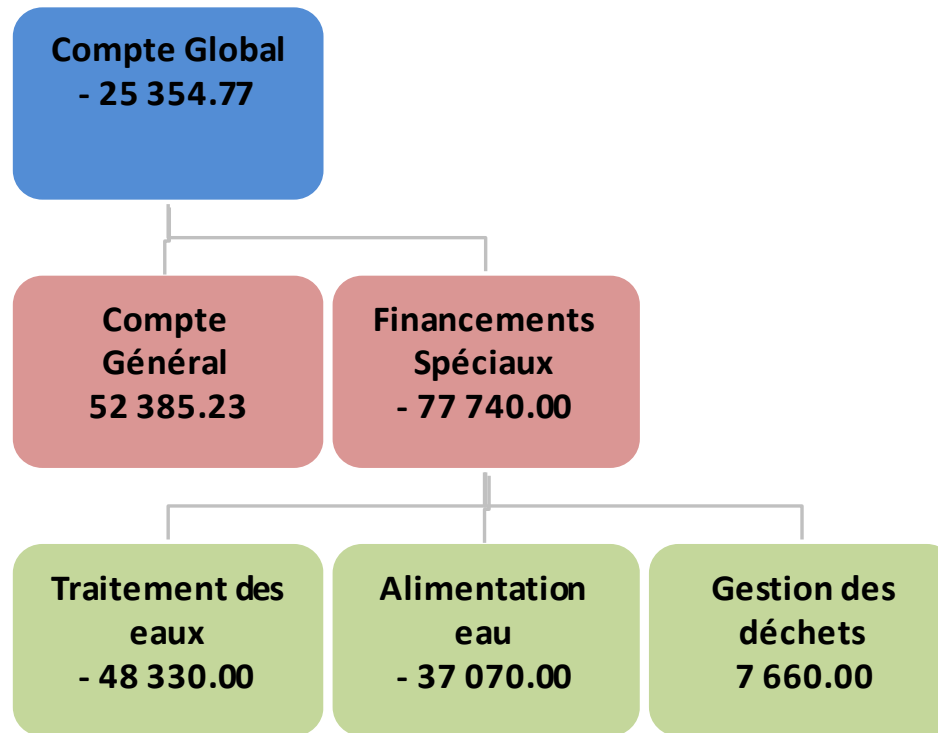 Compte Global
- 25 354.77
Compte
Général
52 385.23
Financements
Spéciaux
- 77 740.00
Traitement des
eaux
- 48 330.00
Alimentation
eau
- 37 070.00
Gestion des
déchets
7 660.00